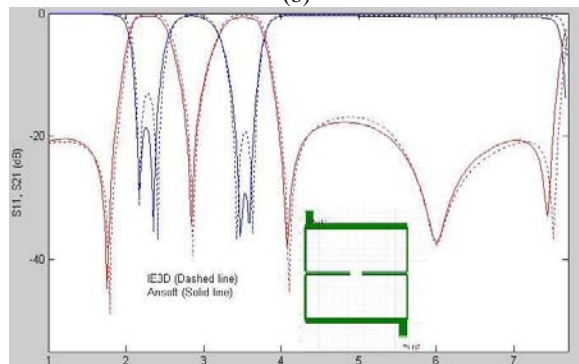 0
-20
-40
S11, S21 (dB)
IE3D (Dashed line)
Ansoft (Solid line)
1 2 3 4 5 6 7